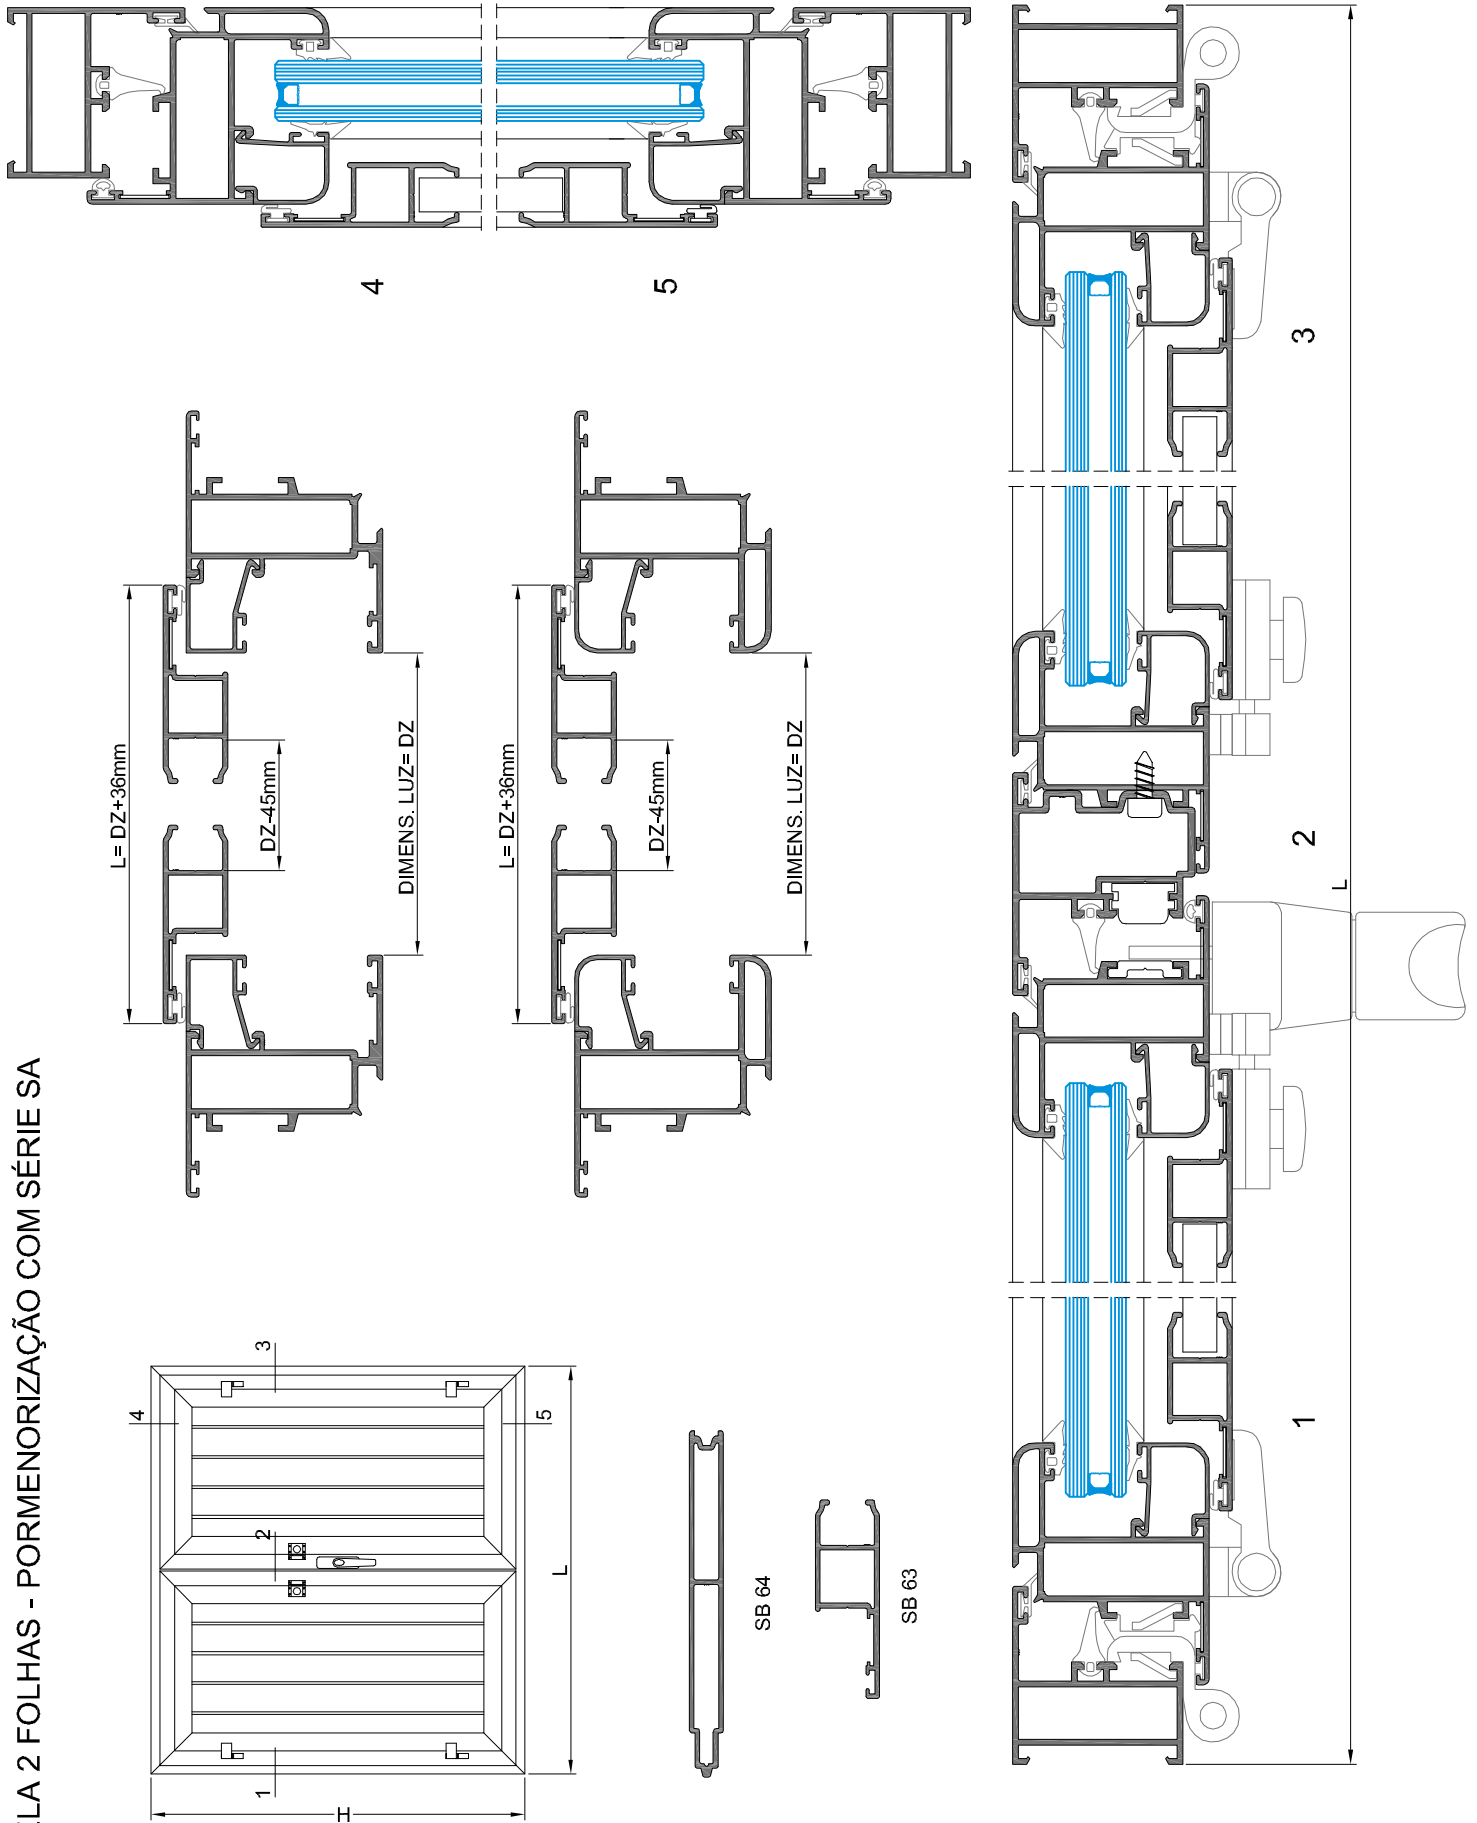 LA 2 FOLHAS - PORMENORIZAÇÃO COM SÉRIE SA
4
5
L= DZ+36mm
DZ-45mm
DIMENS. LUZ= DZ
L= DZ+36mm
DZ-45mm
DIMENS. LUZ= DZ
1
2
3
4
5
L
H
SB 64
SB 63
1
2
3
L